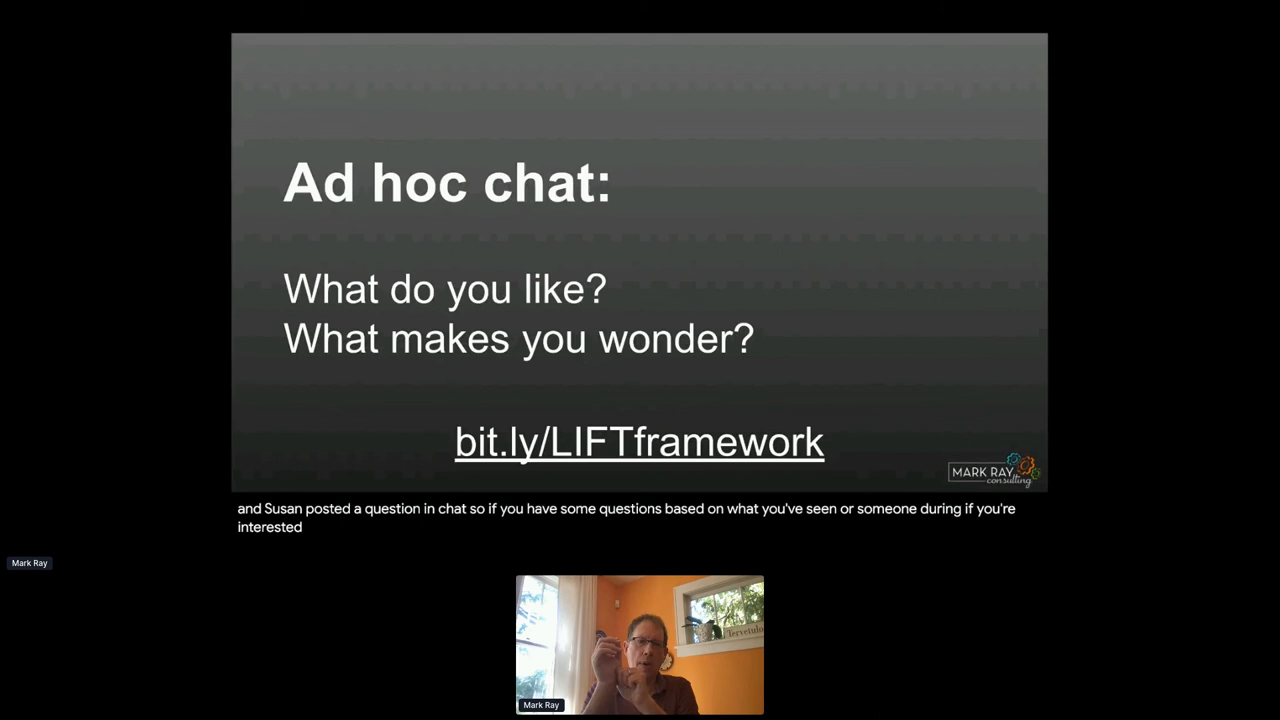 Ad hoc chat:
What do you like?
What makes you wonder?
bit.ly/LIFTframework
MARK RAY
consulting
and Susan posted a question in chat so if you have some questions based on what you've seen or someone during if you're
interested
Mark Ray
Tervetulo
Mark Ray